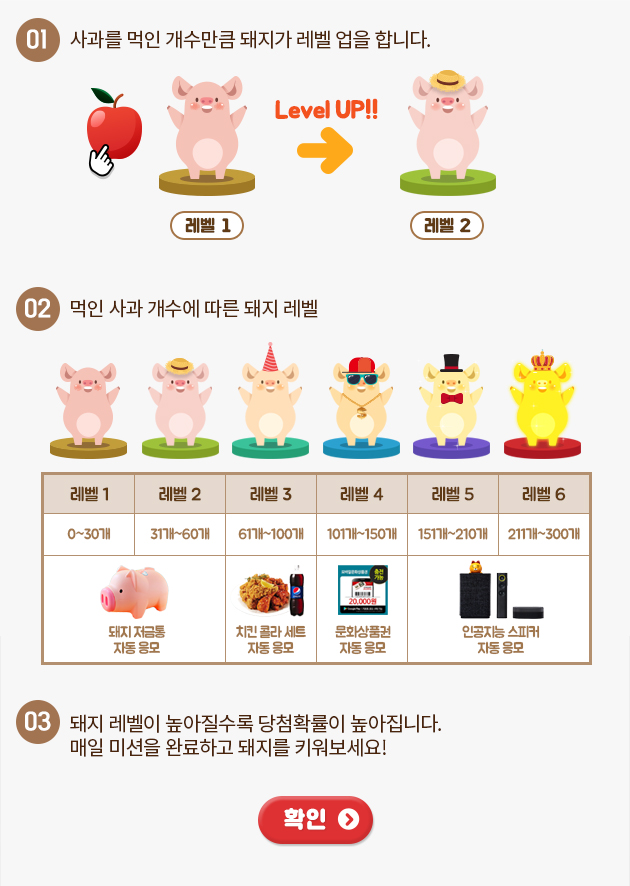 01 사과를 먹인 개수만큼 돼지가 레벨 업을 합니다.
Level UP!!
레벨 1
레벨 2
02 먹인 사과 개수에 따른 돼지 레벨
레벨 1 레벨 2 레벨 3 레벨 4 레벨 5 레벨 6
0~30개 31개~60개 61개~100개 101개~150개 151개~210개 211개~300개
pepsi
충전
가능
20,000원
돼지 저금통 치킨 콜라 세트 문화상품권 인공지능 스피커
자동 응모 자동 응모 자동 응모 자동 응모
03 돼지 레벨이 높아질수록 당첨확률이 높아집니다.
매일 미션을 완료하고 돼지를 키워보세요!
확인